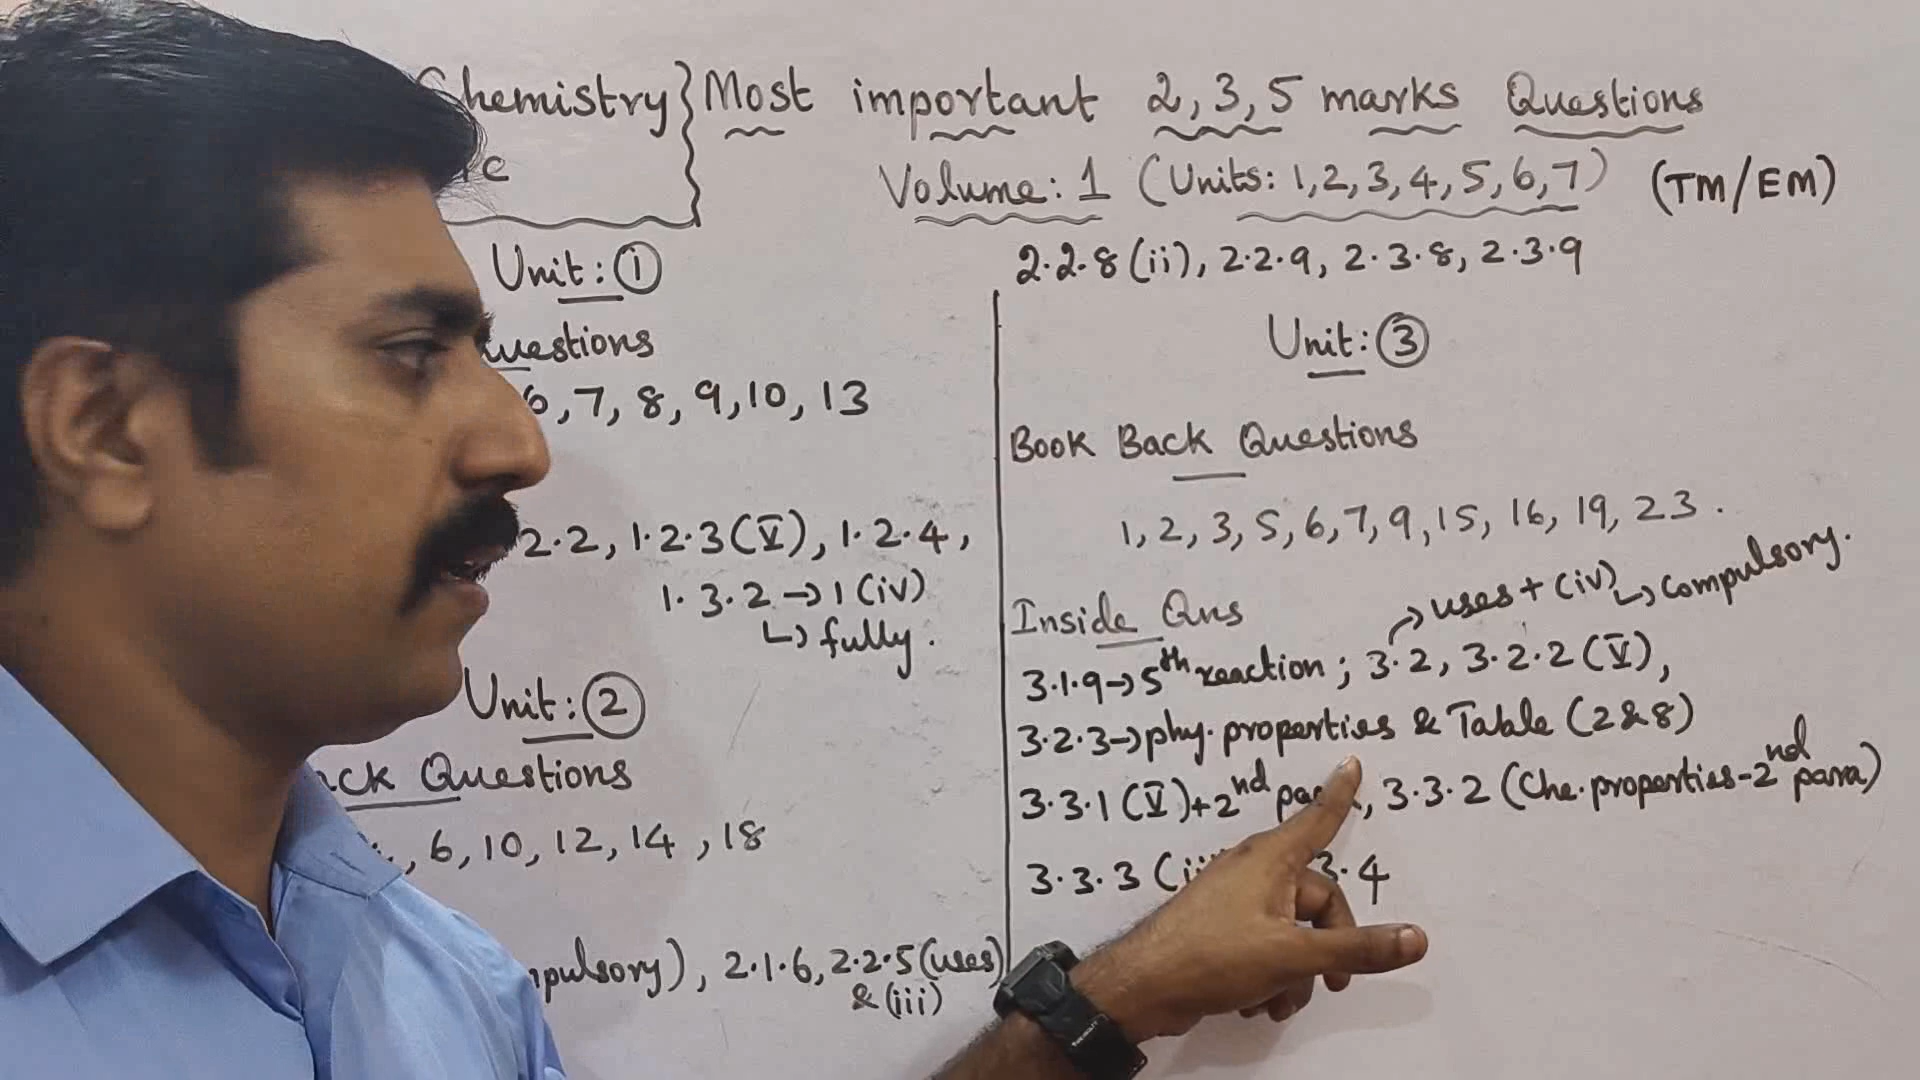 Chemistry } Most important 2, 3, 5 marks Questions
Volume: 1 (Units: 1, 2, 3, 4, 5, 6, 7) (TM/EM)
Unit: 1
Questions
6, 7, 8, 9, 10, 13
2.2, 1.2.3 (V), 1.2.4,
1.3.2 → 1 (iv)
↳ fully.
Unit: 2
Questions
, 6, 10, 12, 14, 18
), 2.1.6, 2.2.5 (uses)
& (iii)
2.2.8 (ii), 2.2.9, 2.3.8, 2.3.9
Unit: 3
Book Back Questions
1, 2, 3, 5, 6, 7, 9, 15, 16, 19, 23.
Inside Qns
→ uses + (iv) ↳ compulsory.
3.1.9 → 5th reaction ; 3.2, 3.2.2 (V),
3.2.3 → phy. properties & Table (2 & 8)
3.3.1 (V) + 2nd , 3.3.2 (Che. properties - 2nd para)
3.3.3 3.4